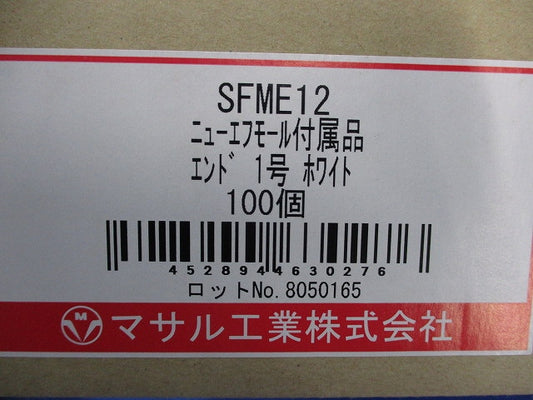 SFME12
ニューエフモール付属品
エンド 1号 ホワイト
100個
4528944630276
ロットNo.8050165
M マサル工業株式会社